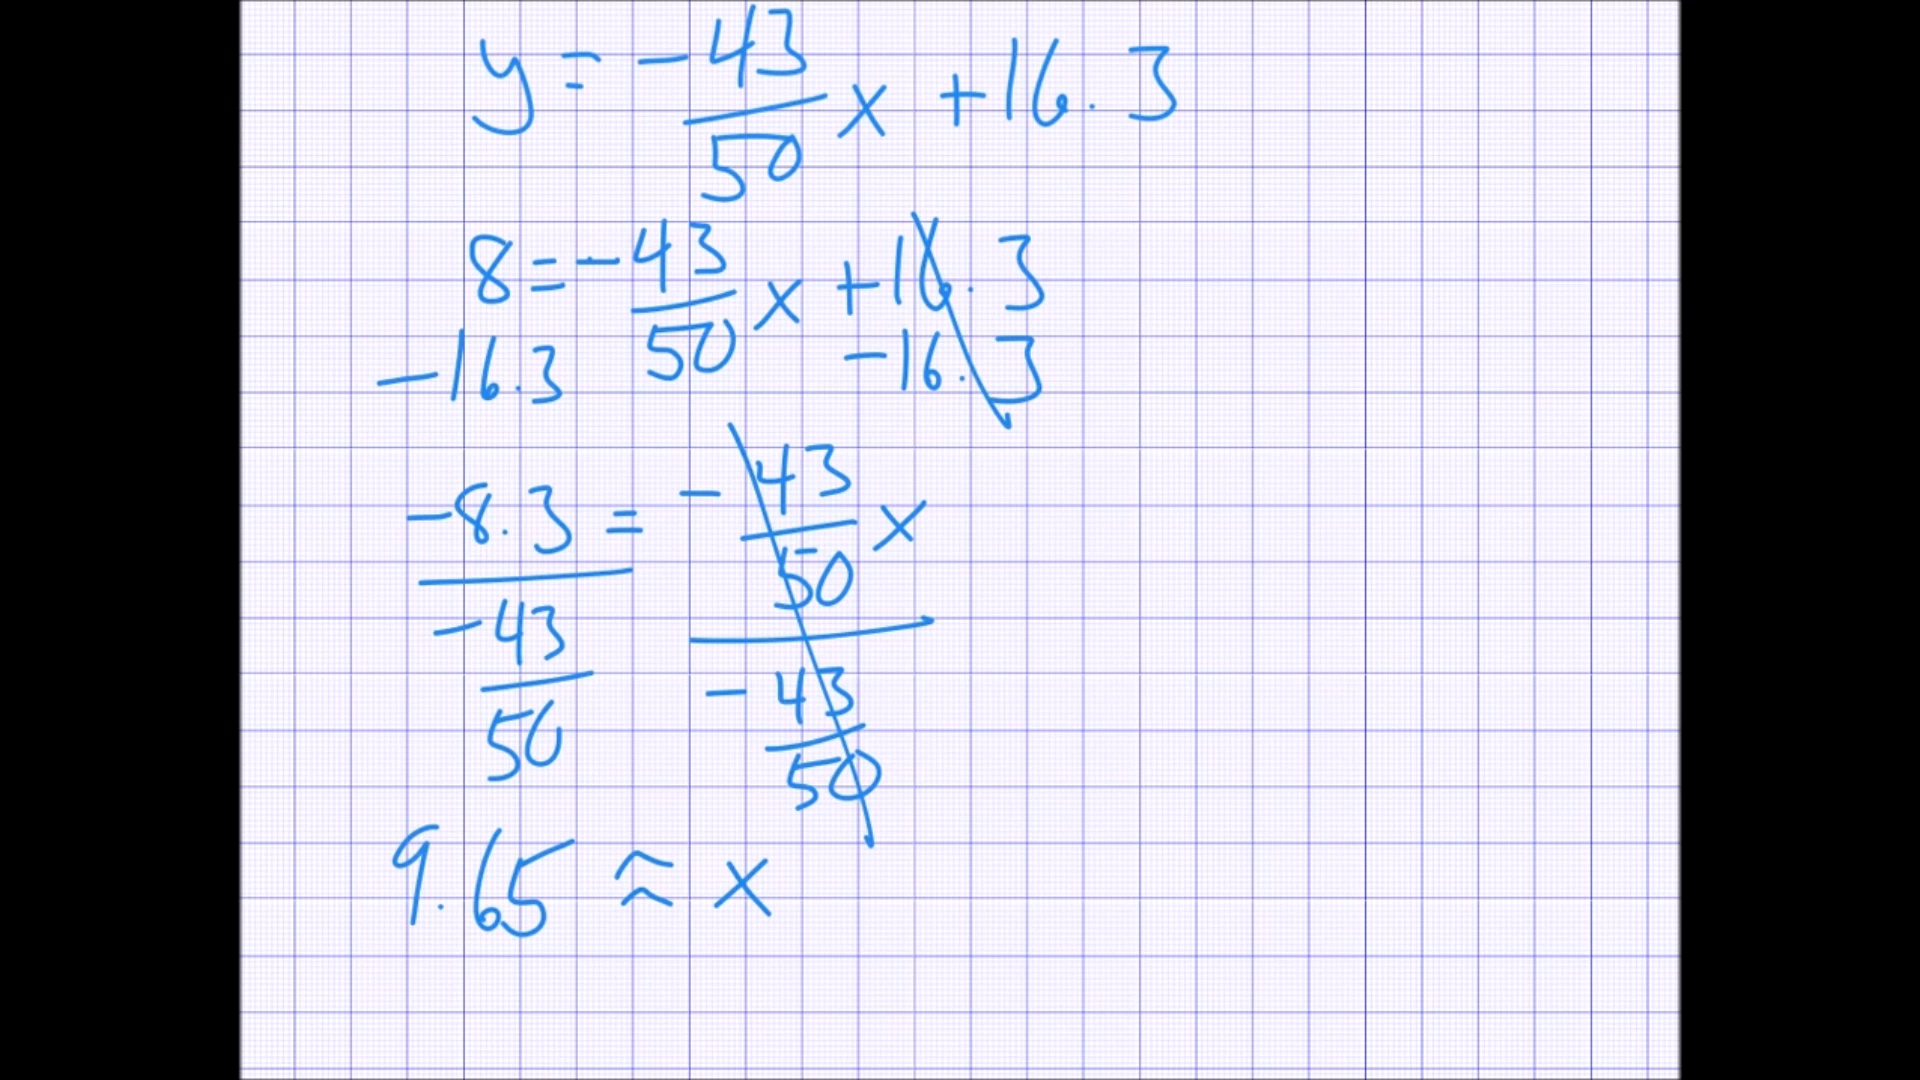 y = -43/50 x + 16.3
8 = -43/50 x + 16.3
-16.3 -16.3
-8.3 = -43/50 x
-43/50 -43/50
9.65 ≈ x